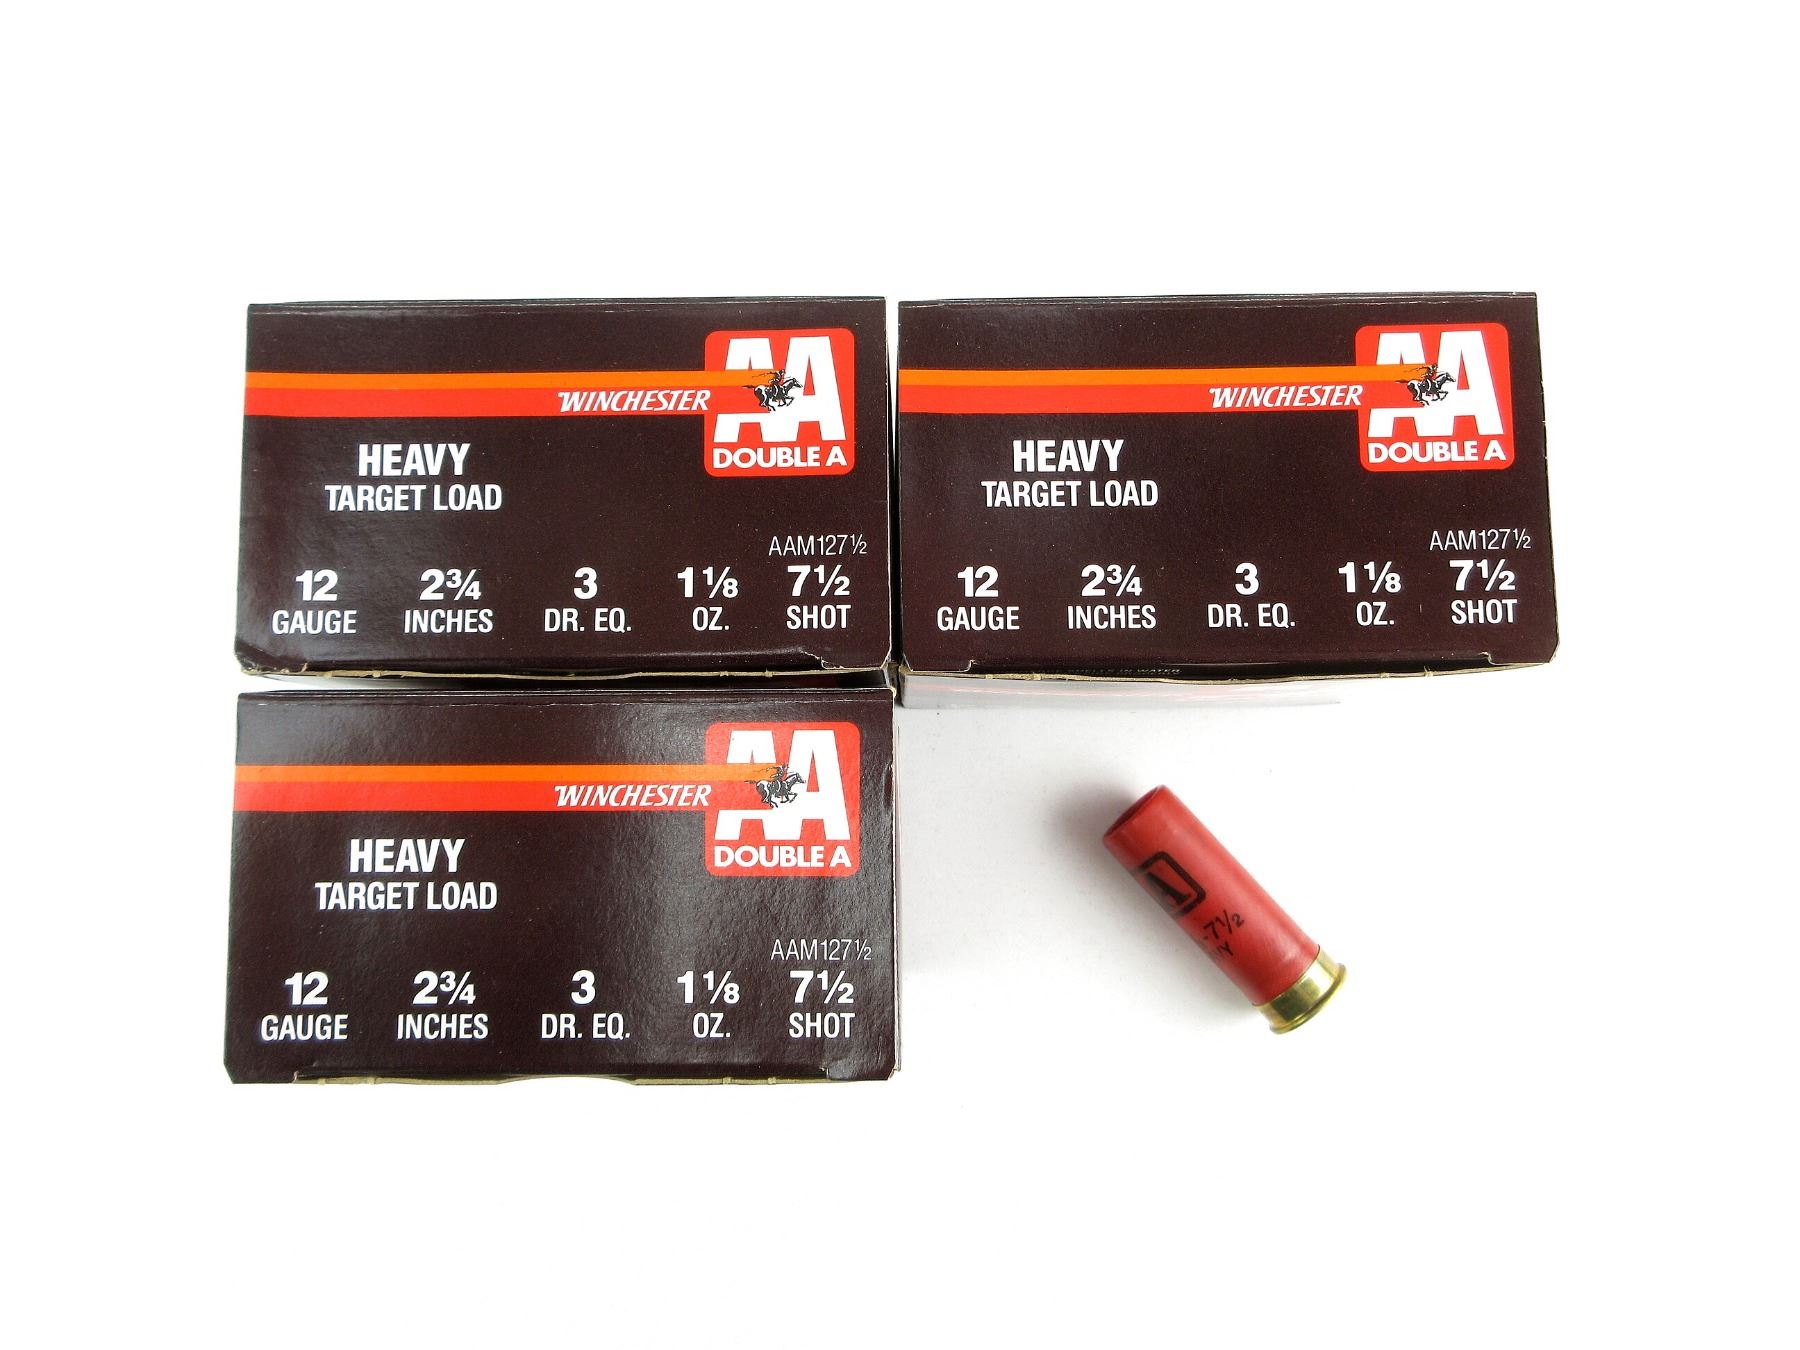 AA
WINCHESTER
DOUBLE A
HEAVY
TARGET LOAD
AAM127½
12 2¾ 3 1⅛ 7½
GAUGE INCHES DR. EQ. OZ. SHOT
AA
WINCHESTER
DOUBLE A
HEAVY
TARGET LOAD
AAM127½
12 2¾ 3 1⅛ 7½
GAUGE INCHES DR. EQ. OZ. SHOT
SHELLS IN WATER
AA
WINCHESTER
DOUBLE A
HEAVY
TARGET LOAD
AAM127½
12 2¾ 3 1⅛ 7½
GAUGE INCHES DR. EQ. OZ. SHOT
A
-7½